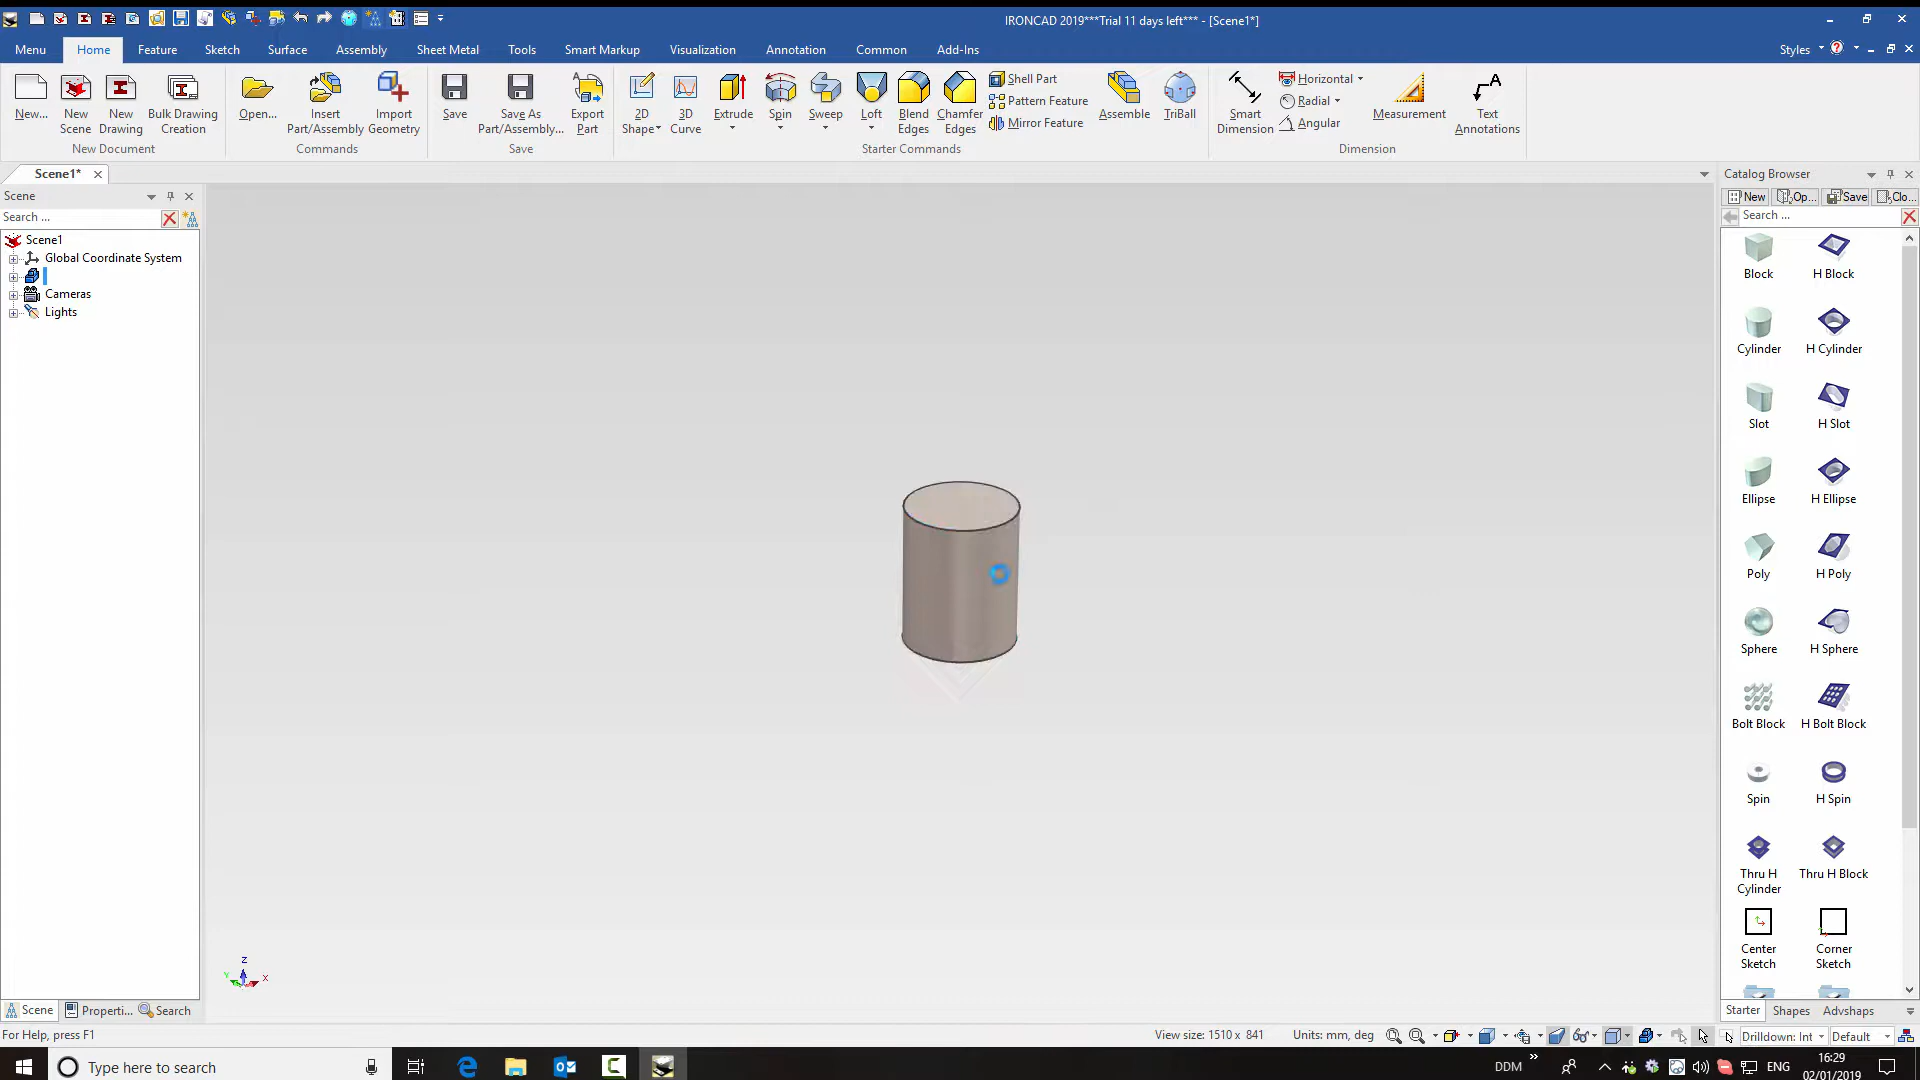 IRONCAD 2019***Trial 11 days left*** - [Scene1*]
Menu Home Feature Sketch Surface Assembly Sheet Metal Tools Smart Markup Visualization Annotation Common Add-Ins Styles
New... New Scene New Drawing Bulk Drawing Creation
New Document
Open... Insert Part/Assembly Import Geometry
Commands
Save Save As Part/Assembly... Export Part
Save
2D Shape 3D Curve Extrude Spin Sweep Loft Blend Edges Chamfer Edges Shell Part Pattern Feature Mirror Feature Assemble TriBall
Starter Commands
Smart Dimension Horizontal Radial Angular Measurement Text Annotations
Dimension
Scene1*
Scene
Search ...
Scene1
Global Coordinate System
Cameras
Lights
Z
Y X
Scene Properti... Search
Catalog Browser
New Op... Save Clo...
Search ...
Block H Block
Cylinder H Cylinder
Slot H Slot
Ellipse H Ellipse
Poly H Poly
Sphere H Sphere
Bolt Block H Bolt Block
Spin H Spin
Thru H Cylinder Thru H Block
Center Sketch Corner Sketch
Starter Shapes Advshaps
For Help, press F1 View size: 1510 x 841 Units: mm, deg Drilldown: Int Default
Type here to search DDM ENG 16:29
02/01/2019